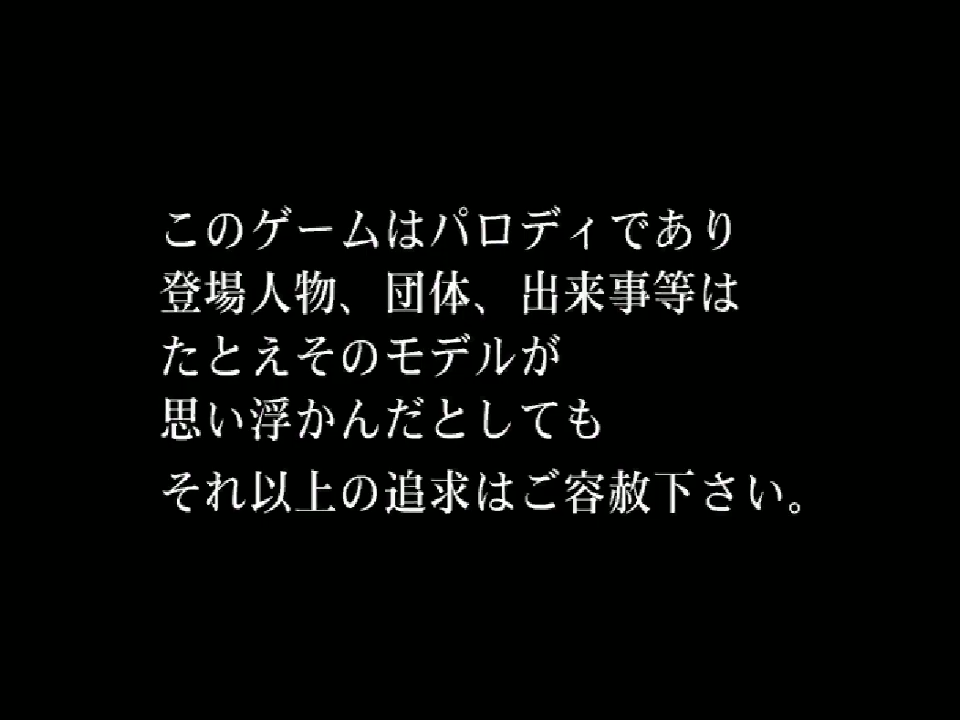 このゲームはパロディであり
登場人物、団体、出来事等は
たとえそのモデルが
思い浮かんだとしても
それ以上の追求はご容赦下さい。